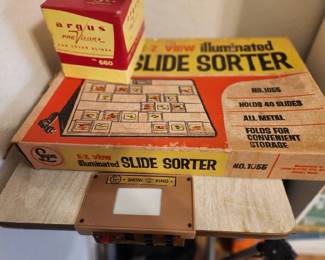 argus
PreViewer
FOR COLOR SLIDES
No. 660
E-Z VIEW illuminated
SLIDE SORTER
NO. 1055
HOLDS 40 SLIDES
ALL METAL
FOLDS FOR
CONVENIENT
STORAGE
E-Z VIEW
illuminated SLIDE SORTER
NO. 1055
SHOW KING